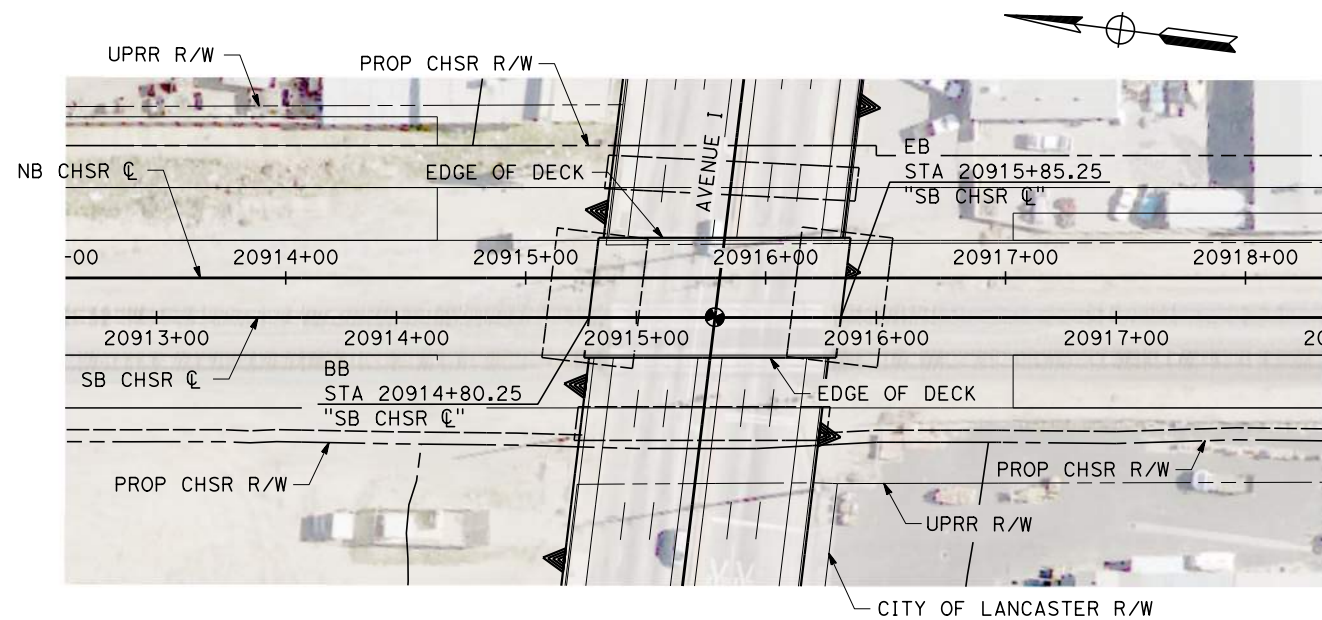 UPRR R/W
PROP CHSR R/W
AVENUE I
NB CHSR ℄
EDGE OF DECK
EB
STA 20915+85.25
"SB CHSR ℄"
-00
20914+00
20915+00
20916+00
20917+00
20918+00
20913+00
20914+00
20915+00
20916+00
20917+00
20
SB CHSR ℄
BB
STA 20914+80.25
"SB CHSR ℄"
EDGE OF DECK
PROP CHSR R/W
PROP CHSR R/W
UPRR R/W
CITY OF LANCASTER R/W